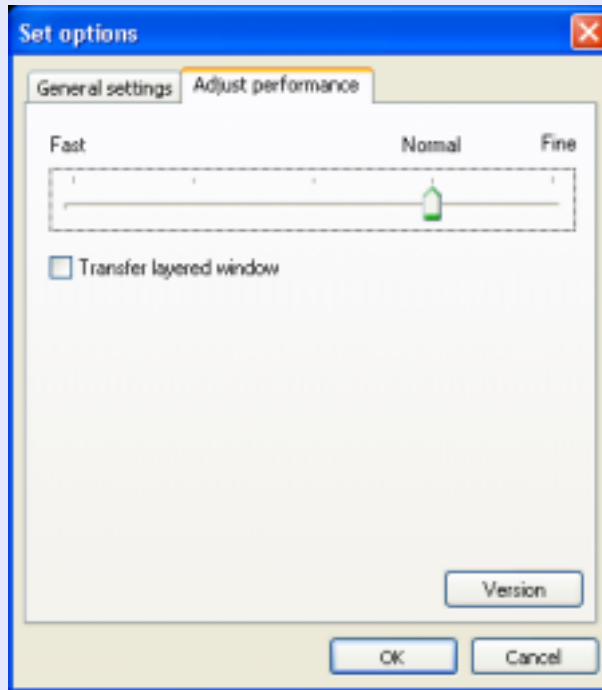 Set options
General settings Adjust performance
Fast Normal Fine
Transfer layered window
Version
OK Cancel